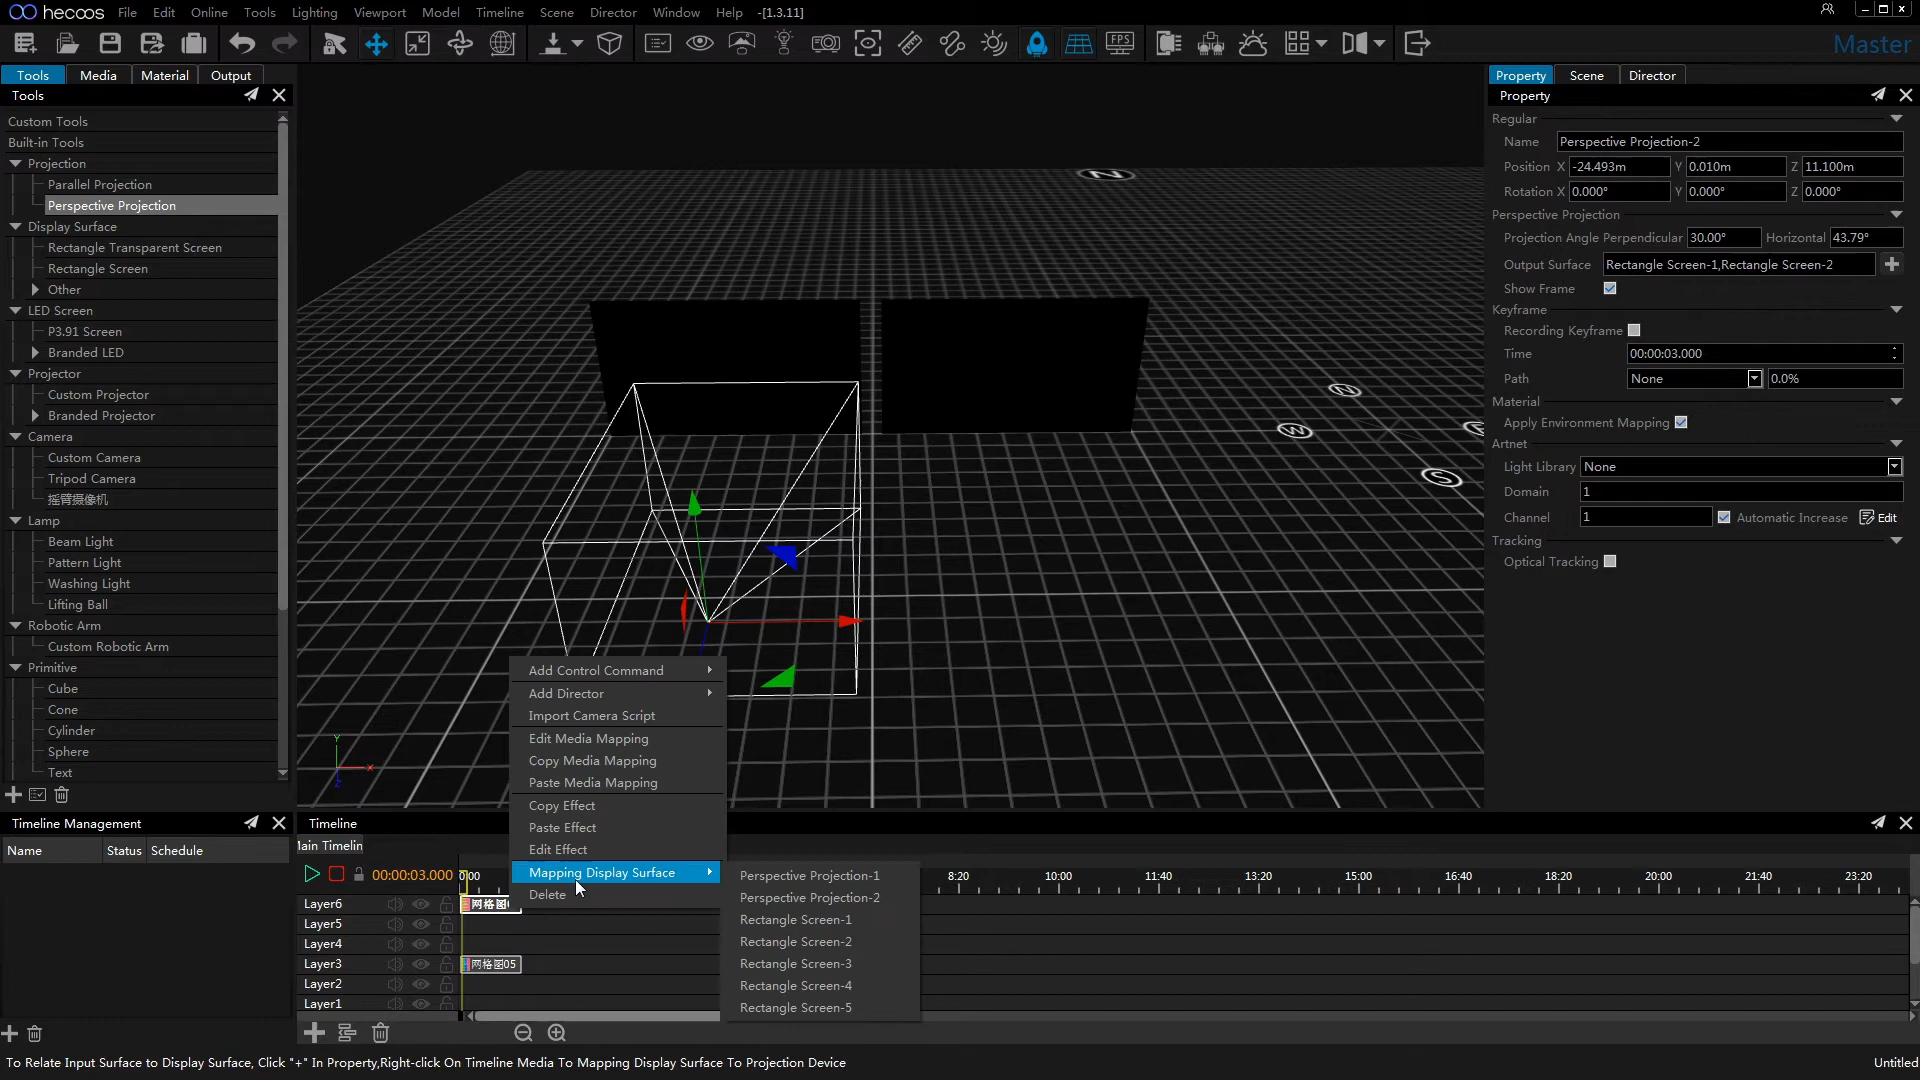 hecoos File Edit Online Tools Lighting Viewport Model Timeline Scene Director Window Help -[1.3.11]
FPS
Master
Tools Media Material Output
Tools
Custom Tools
Built-in Tools
Projection
Parallel Projection
Perspective Projection
Display Surface
Rectangle Transparent Screen
Rectangle Screen
Other
LED Screen
P3.91 Screen
Branded LED
Projector
Custom Projector
Branded Projector
Camera
Custom Camera
Tripod Camera
摇臂摄像机
Lamp
Beam Light
Pattern Light
Washing Light
Lifting Ball
Robotic Arm
Custom Robotic Arm
Primitive
Cube
Cone
Cylinder
Sphere
Text
N
N
W
Y
X
Z
Property Scene Director
Property
Regular
Name Perspective Projection-2
Position X -24.493m Y 0.010m Z 11.100m
Rotation X 0.000° Y 0.000° Z 0.000°
Perspective Projection
Projection Angle Perpendicular 30.00° Horizontal 43.79°
Output Surface Rectangle Screen-1,Rectangle Screen-2
Show Frame
Keyframe
Recording Keyframe
Time 00:00:03.000
Path None 0.0%
Material
Apply Environment Mapping
Artnet
Light Library None
Domain 1
Channel 1 Automatic Increase Edit
Tracking
Optical Tracking
Add Control Command
Add Director
Import Camera Script
Edit Media Mapping
Copy Media Mapping
Paste Media Mapping
Copy Effect
Paste Effect
Edit Effect
Mapping Display Surface
Delete
Perspective Projection-1
Perspective Projection-2
Rectangle Screen-1
Rectangle Screen-2
Rectangle Screen-3
Rectangle Screen-4
Rectangle Screen-5
Timeline Management
Name Status Schedule
Timeline
Main Timelin
00:00:03.000 0:00 8:20 10:00 11:40 13:20 15:00 16:40 18:20 20:00 21:40 23:20
Layer6 网格图
Layer5
Layer4
Layer3 网格图05
Layer2
Layer1
To Relate Input Surface to Display Surface, Click "+" In Property,Right-click On Timeline Media To Mapping Display Surface To Projection Device
Untitled